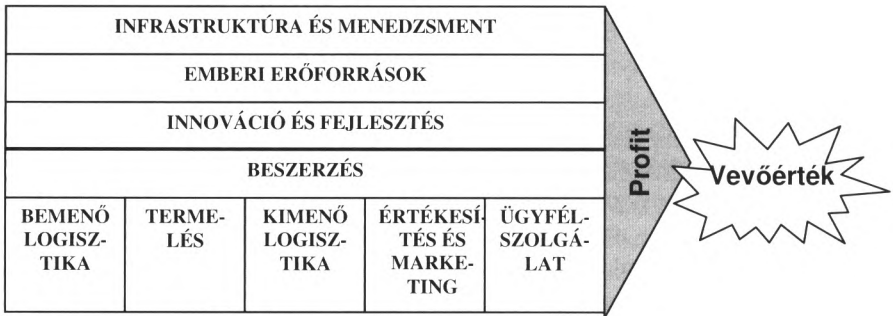 INFRASTRUKTÚRA ÉS MENEDZSMENT
EMBERI ERŐFORRÁSOK
INNOVÁCIÓ ÉS FEJLESZTÉS
BESZERZÉS
BEMENŐ
LOGISZ-
TIKA
TERME-
LÉS
KIMENŐ
LOGISZ-
TIKA
ÉRTÉKESÍ-
TÉS ÉS
MARKE-
TING
ÜGYFÉL-
SZOLGÁ-
LAT
Profit
Vevőérték